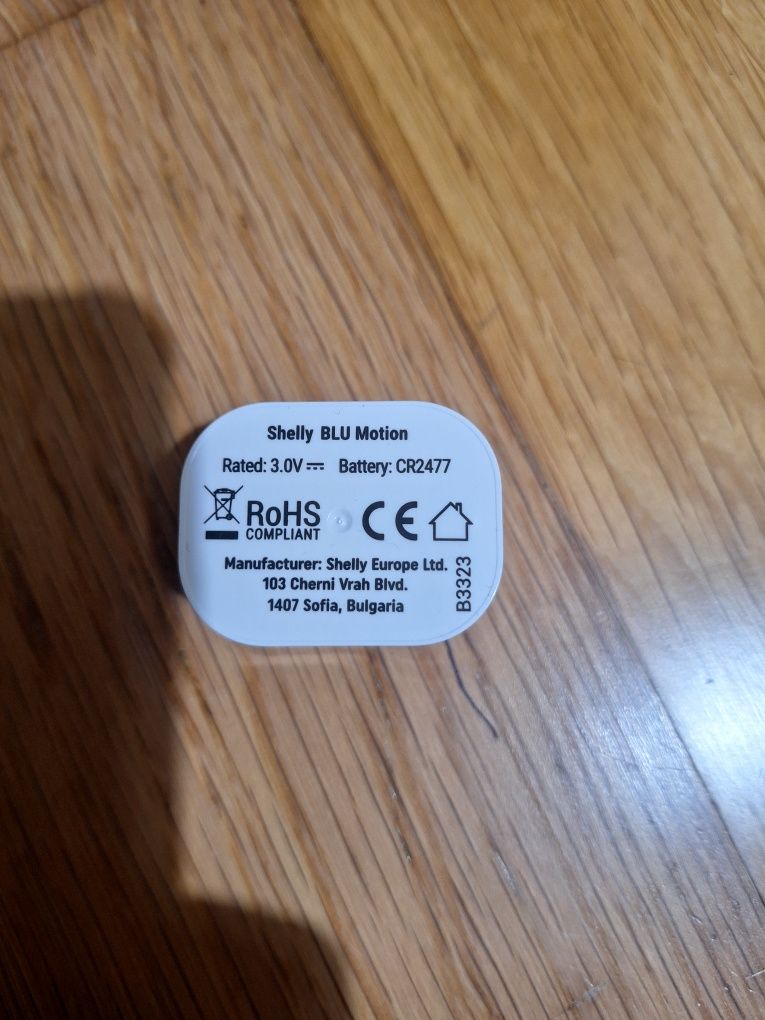 Shelly BLU Motion
Rated: 3.0V Battery: CR2477
RoHS
COMPLIANT
CE
Manufacturer: Shelly Europe Ltd.
103 Cherni Vrah Blvd.
1407 Sofia, Bulgaria
B3323